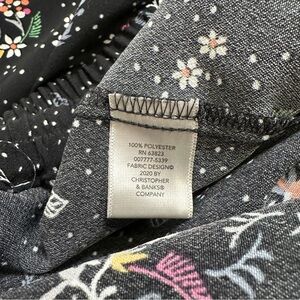 100% POLYESTER
RN 63823
007777-5339
FABRIC DESIGN©
2020 BY
CHRISTOPHER
& BANKS®
COMPANY